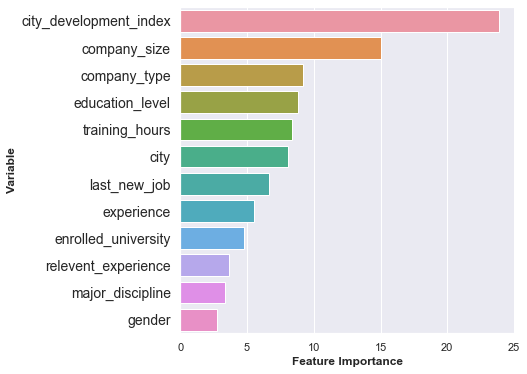 city_development_index
company_size
company_type
education_level
training_hours
city
last_new_job
experience
enrolled_university
relevent_experience
major_discipline
gender
Variable
0 5 10 15 20 25
Feature Importance